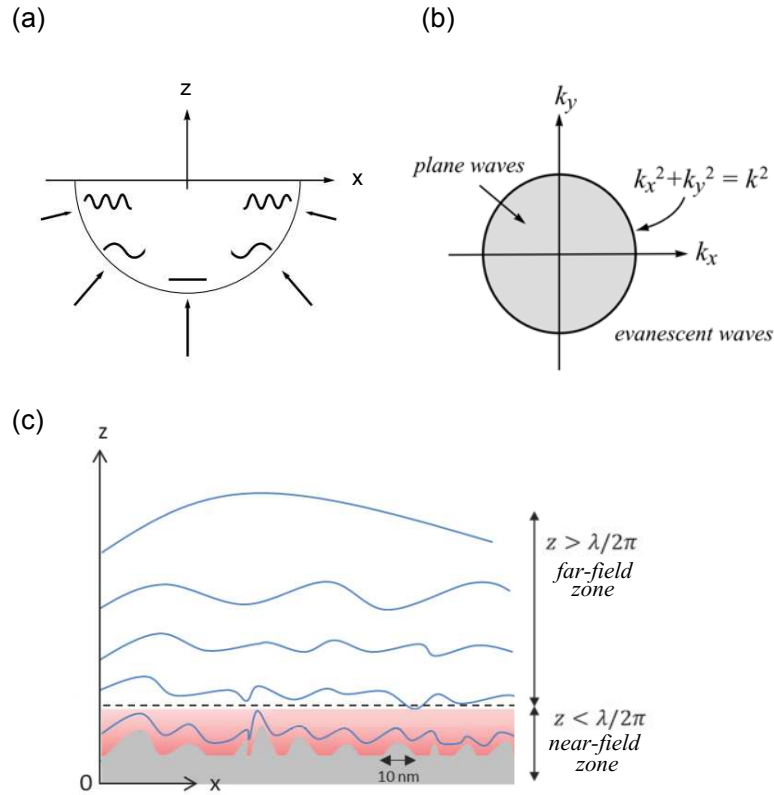 (a)
z
x
(b)
k_y
plane waves
k_x^2+k_y^2 = k^2
k_x
evanescent waves
(c)
z
z > λ/2π
far-field
zone
z < λ/2π
near-field
zone
10 nm
0
x